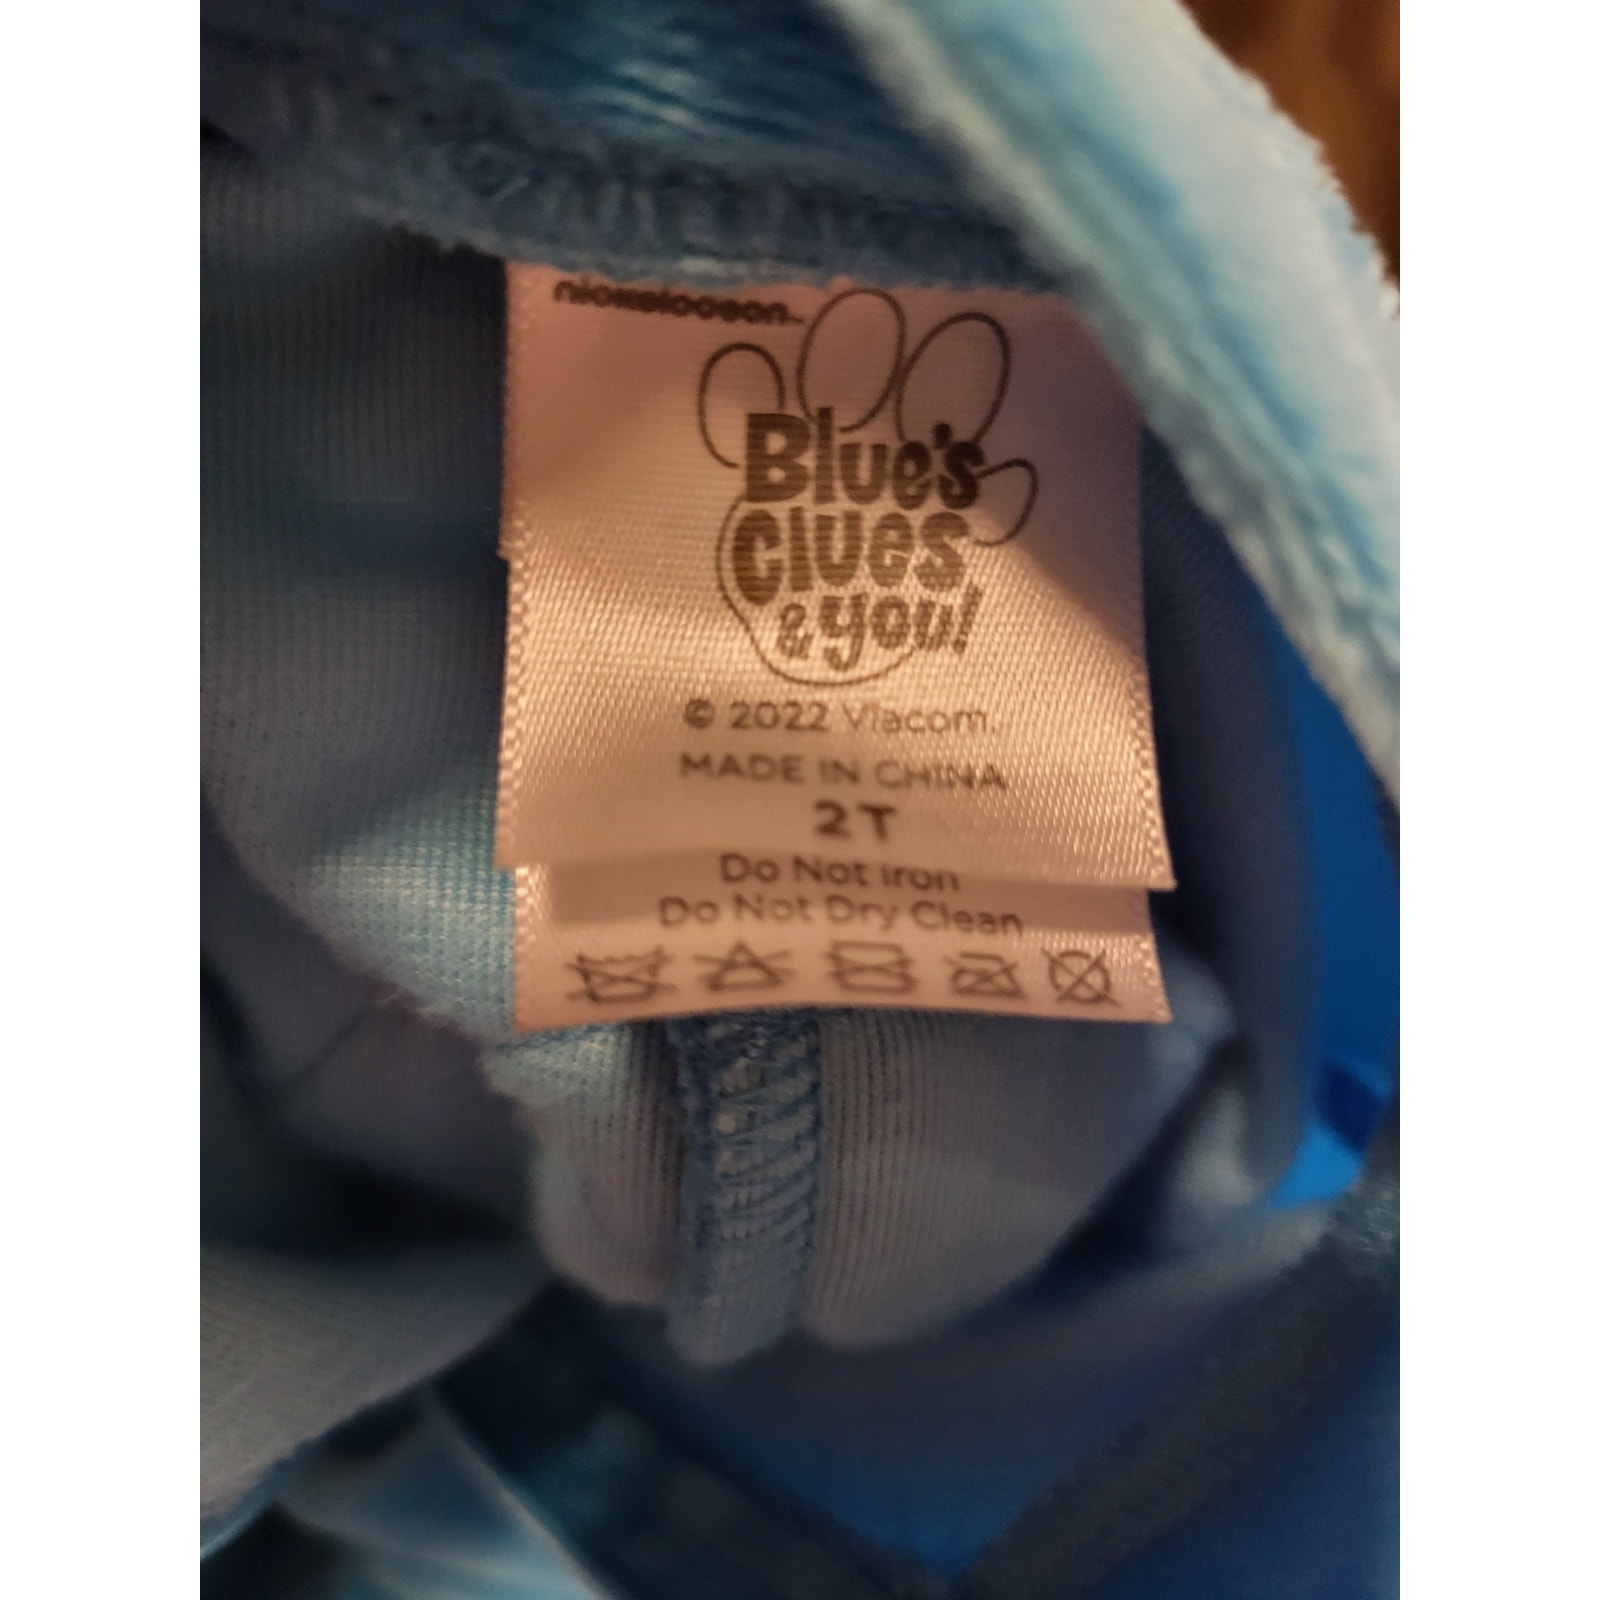 nickelodeon
Blue's
Clues
& you!
© 2022 Viacom.
MADE IN CHINA
2T
Do Not Iron
Do Not Dry Clean